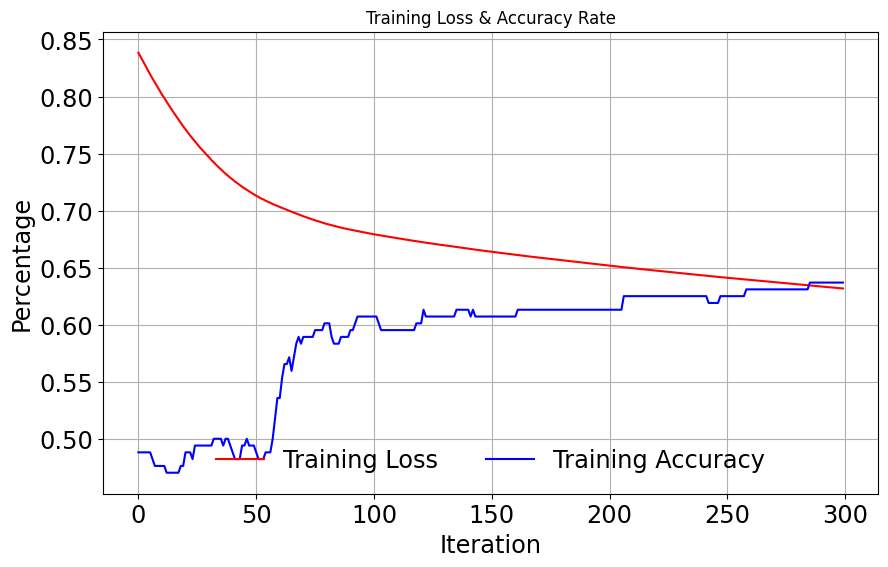 Training Loss & Accuracy Rate
0.85
0.80
0.75
0.70
0.65
0.60
0.55
0.50
Percentage
Training Loss Training Accuracy
0 50 100 150 200 250 300
Iteration